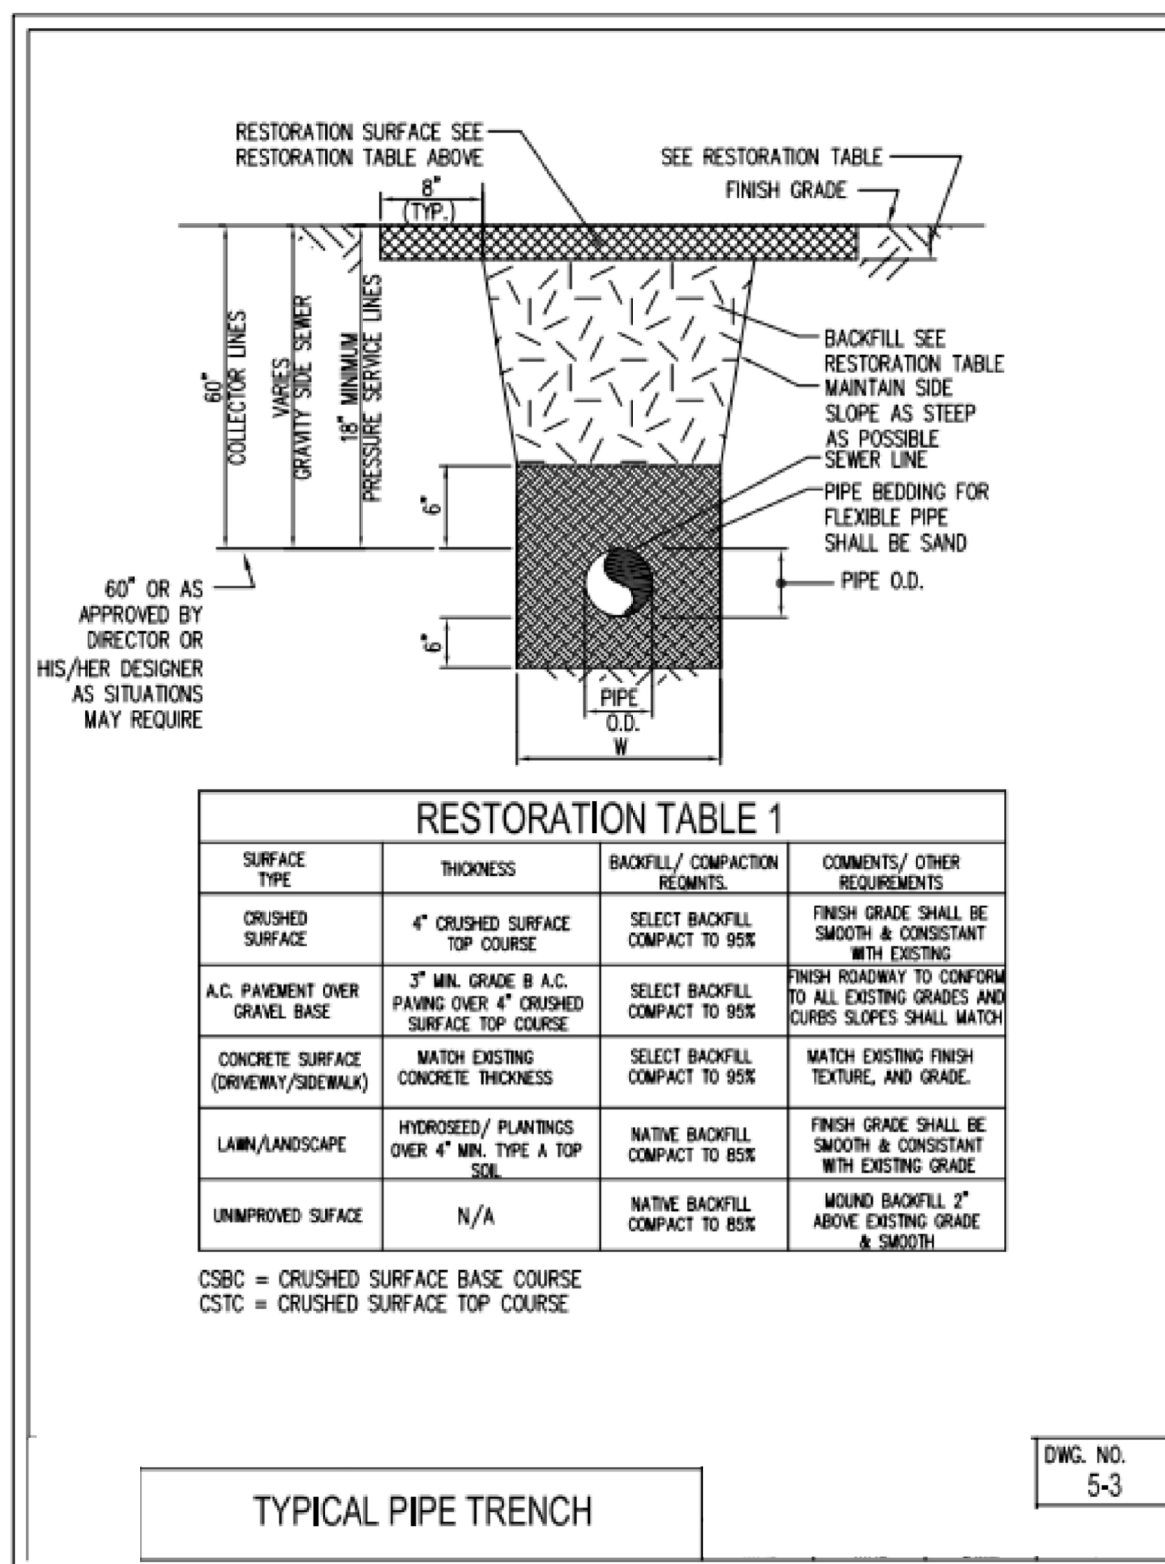 RESTORATION SURFACE SEE
RESTORATION TABLE ABOVE
8"
(TYP.)
SEE RESTORATION TABLE
FINISH GRADE
60"
COLLECTOR LINES
VARIES
GRAVITY SIDE SEWER
18" MINIMUM
PRESSURE SERVICE LINES
BACKFILL SEE
RESTORATION TABLE
MAINTAIN SIDE
SLOPE AS STEEP
AS POSSIBLE
SEWER LINE
PIPE BEDDING FOR
FLEXIBLE PIPE
SHALL BE SAND
6"
PIPE O.D.
6"
60" OR AS
APPROVED BY
DIRECTOR OR
HIS/HER DESIGNER
AS SITUATIONS
MAY REQUIRE
PIPE
O.D.
W
RESTORATION TABLE 1
SURFACE
TYPE
THICKNESS
BACKFILL/ COMPACTION
REQMNTS.
COMMENTS/ OTHER
REQUIREMENTS
CRUSHED
SURFACE
4" CRUSHED SURFACE
TOP COURSE
SELECT BACKFILL
COMPACT TO 95%
FINISH GRADE SHALL BE
SMOOTH & CONSISTANT
WITH EXISTING
A.C. PAVEMENT OVER
GRAVEL BASE
3" MIN. GRADE B A.C.
PAVING OVER 4" CRUSHED
SURFACE TOP COURSE
SELECT BACKFILL
COMPACT TO 95%
FINISH ROADWAY TO CONFORM
TO ALL EXISTING GRADES AND
CURBS SLOPES SHALL MATCH
CONCRETE SURFACE
(DRIVEWAY/SIDEWALK)
MATCH EXISTING
CONCRETE THICKNESS
SELECT BACKFILL
COMPACT TO 95%
MATCH EXISTING FINISH
TEXTURE, AND GRADE.
LAWN/LANDSCAPE
HYDROSEED/ PLANTINGS
OVER 4" MIN. TYPE A TOP
SOIL
NATIVE BACKFILL
COMPACT TO 85%
FINISH GRADE SHALL BE
SMOOTH & CONSISTANT
WITH EXISTING GRADE
UNIMPROVED SUFACE
N/A
NATIVE BACKFILL
COMPACT TO 85%
MOUND BACKFILL 2"
ABOVE EXISTING GRADE
& SMOOTH
CSBC = CRUSHED SURFACE BASE COURSE
CSTC = CRUSHED SURFACE TOP COURSE
DWG. NO.
5-3
TYPICAL PIPE TRENCH